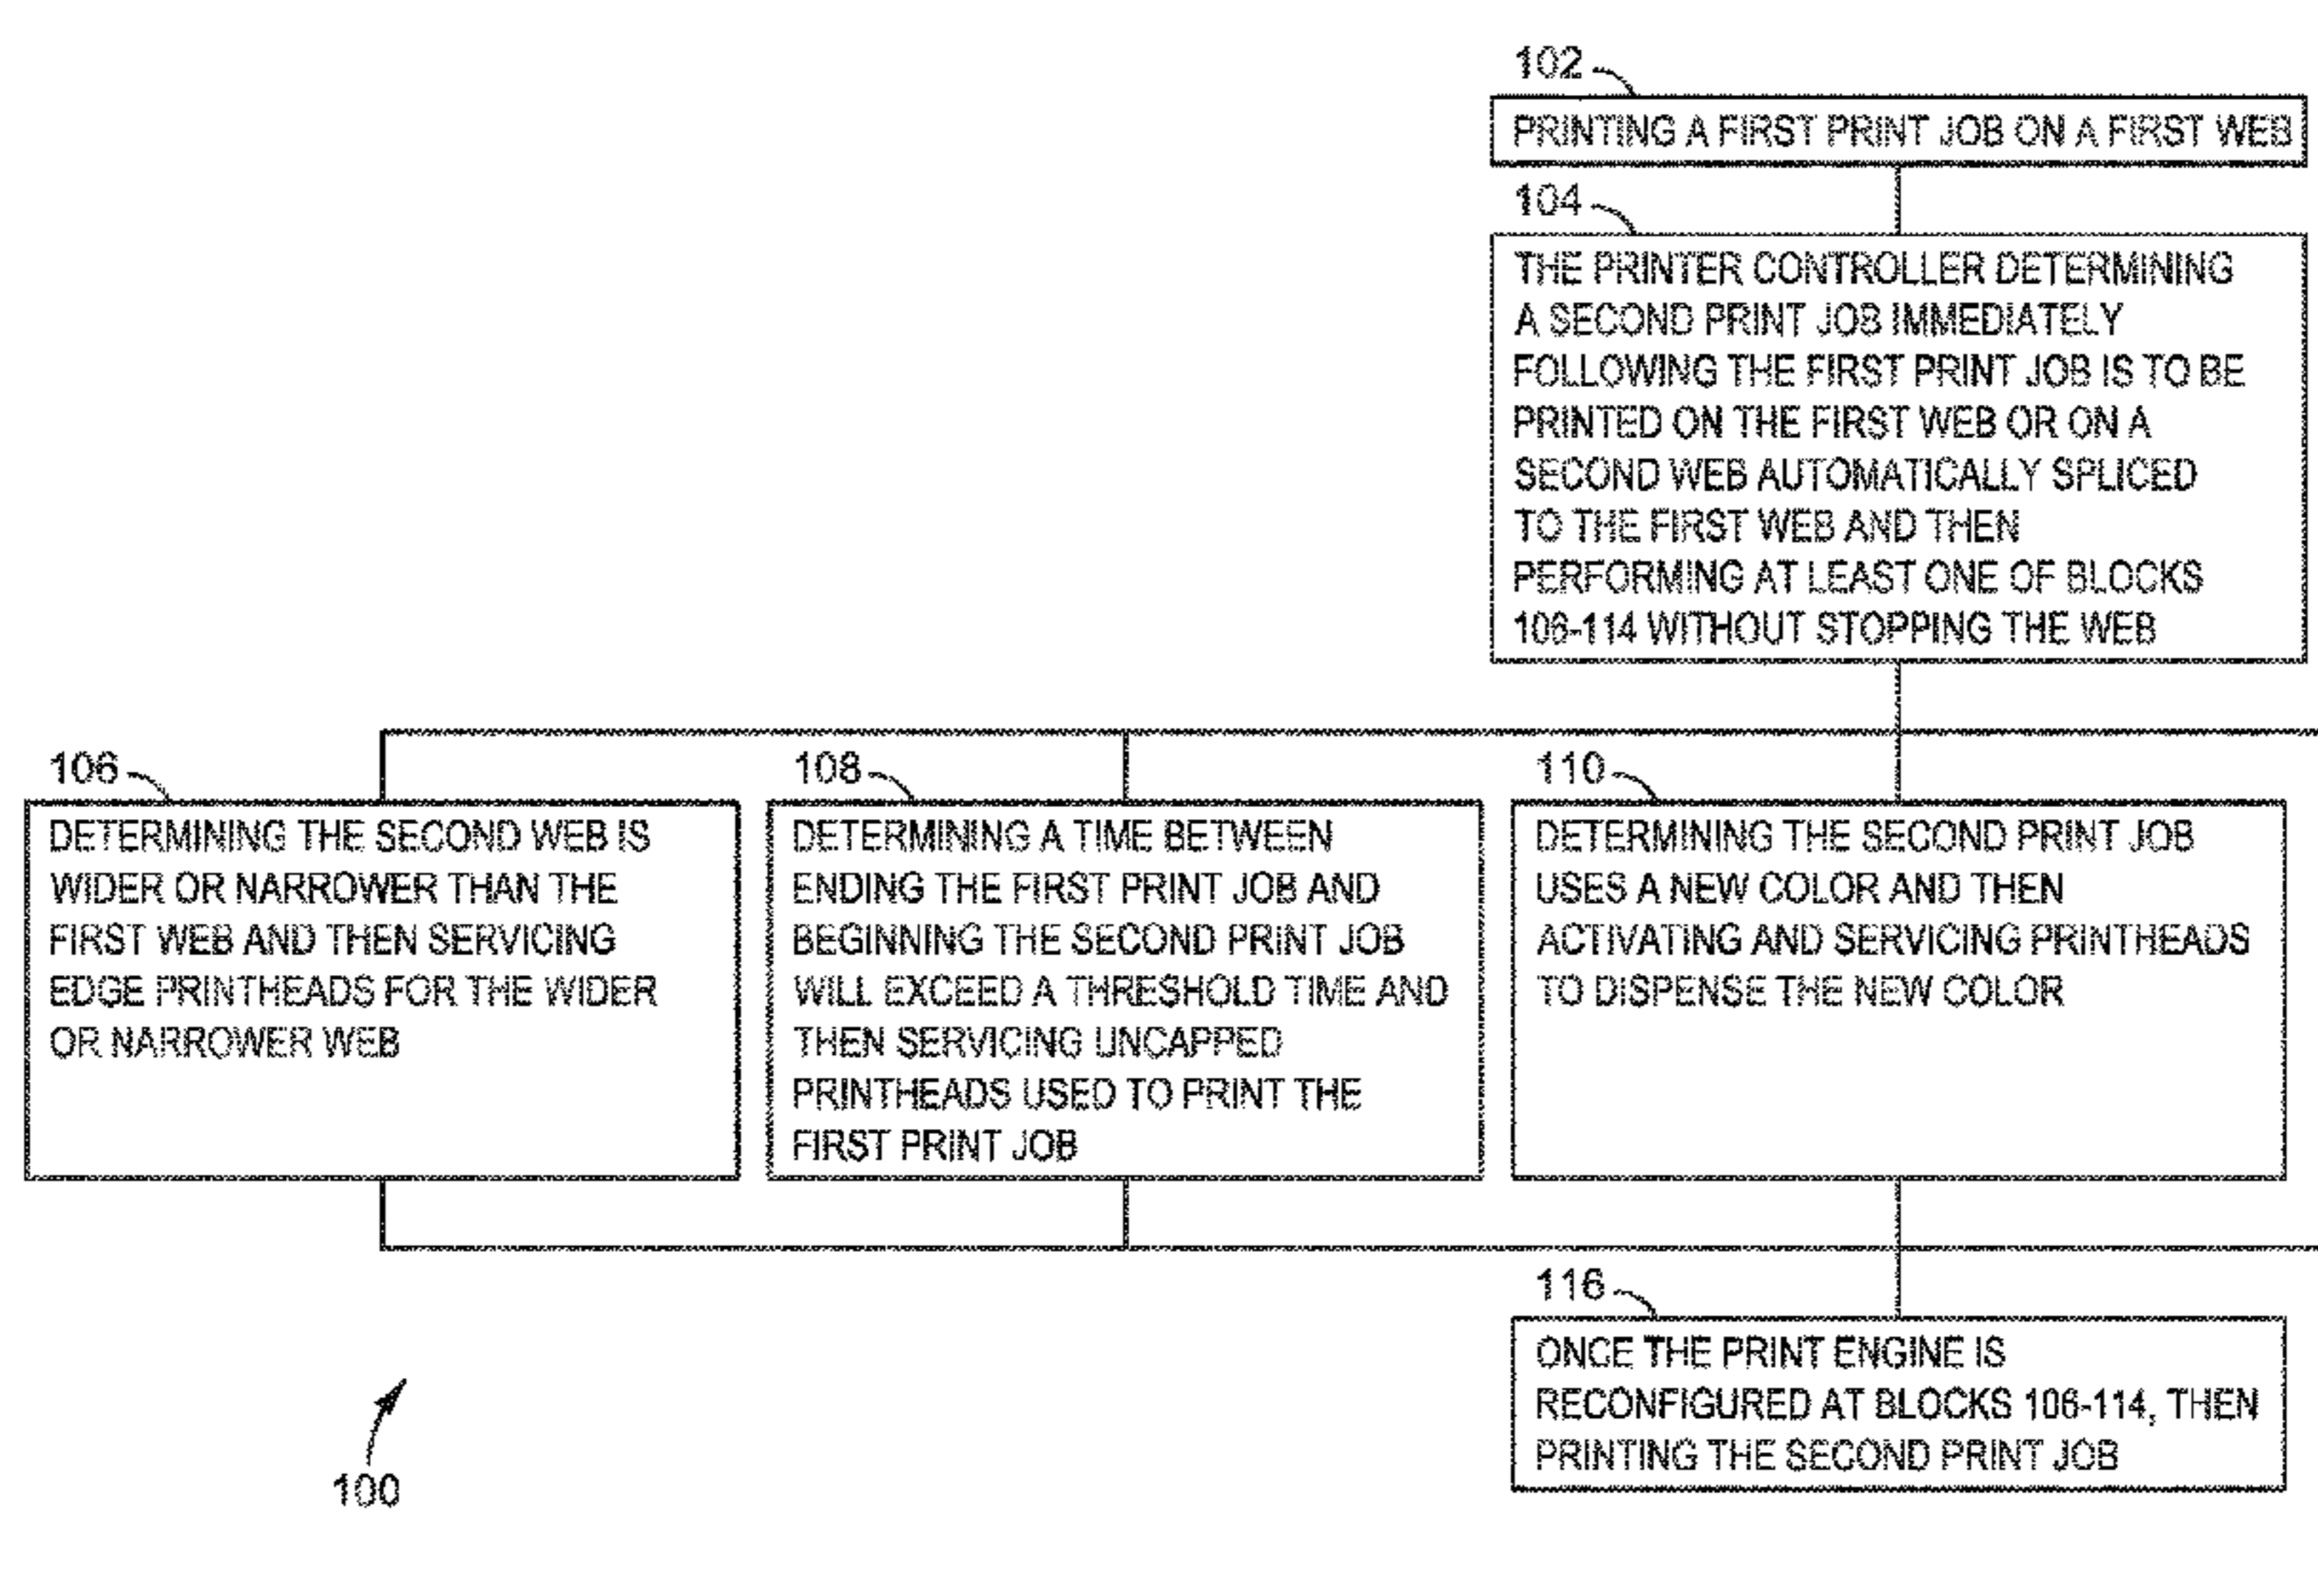 102
PRINTING A FIRST PRINT JOB ON A FIRST WEB
104
THE PRINTER CONTROLLER DETERMINING
A SECOND PRINT JOB IMMEDIATELY
FOLLOWING THE FIRST PRINT JOB IS TO BE
PRINTED ON THE FIRST WEB OR ON A
SECOND WEB AUTOMATICALLY SPLICED
TO THE FIRST WEB AND THEN
PERFORMING AT LEAST ONE OF BLOCKS
106-114 WITHOUT STOPPING THE WEB
106
DETERMINING THE SECOND WEB IS
WIDER OR NARROWER THAN THE
FIRST WEB AND THEN SERVICING
EDGE PRINTHEADS FOR THE WIDER
OR NARROWER WEB
108
DETERMINING A TIME BETWEEN
ENDING THE FIRST PRINT JOB AND
BEGINNING THE SECOND PRINT JOB
WILL EXCEED A THRESHOLD TIME AND
THEN SERVICING UNCAPPED
PRINTHEADS USED TO PRINT THE
FIRST PRINT JOB
110
DETERMINING THE SECOND PRINT JOB
USES A NEW COLOR AND THEN
ACTIVATING AND SERVICING PRINTHEADS
TO DISPENSE THE NEW COLOR
116
ONCE THE PRINT ENGINE IS
RECONFIGURED AT BLOCKS 106-114, THEN
PRINTING THE SECOND PRINT JOB
100